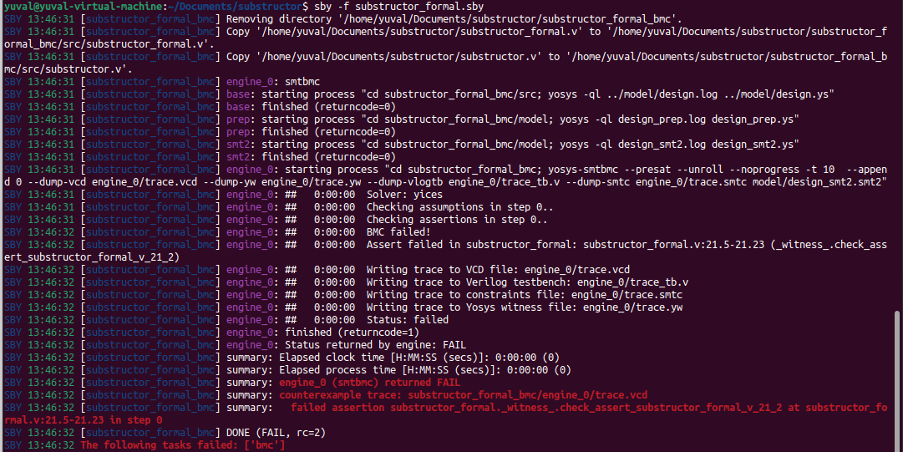 yuval@yuval-virtual-machine:~/Documents/substructor$ sby -f substructor_formal.sby
SBY 13:46:31 [substructor_formal_bmc] Removing directory '/home/yuval/Documents/substructor/substructor_formal_bmc'.
SBY 13:46:31 [substructor_formal_bmc] Copy '/home/yuval/Documents/substructor/substructor_formal.v' to '/home/yuval/Documents/substructor/substructor_f
ormal_bmc/src/substructor_formal.v'.
SBY 13:46:31 [substructor_formal_bmc] Copy '/home/yuval/Documents/substructor/substructor.v' to '/home/yuval/Documents/substructor/substructor_formal_b
mc/src/substructor.v'.
SBY 13:46:31 [substructor_formal_bmc] engine_0: smtbmc
SBY 13:46:31 [substructor_formal_bmc] base: starting process "cd substructor_formal_bmc/src; yosys -ql ../model/design.log ../model/design.ys"
SBY 13:46:31 [substructor_formal_bmc] base: finished (returncode=0)
SBY 13:46:31 [substructor_formal_bmc] prep: starting process "cd substructor_formal_bmc/model; yosys -ql design_prep.log design_prep.ys"
SBY 13:46:31 [substructor_formal_bmc] prep: finished (returncode=0)
SBY 13:46:31 [substructor_formal_bmc] smt2: starting process "cd substructor_formal_bmc/model; yosys -ql design_smt2.log design_smt2.ys"
SBY 13:46:31 [substructor_formal_bmc] smt2: finished (returncode=0)
SBY 13:46:31 [substructor_formal_bmc] engine_0: starting process "cd substructor_formal_bmc; yosys-smtbmc --presat --unroll --noprogress -t 10  --appen
d 0 --dump-vcd engine_0/trace.vcd --dump-yw engine_0/trace.yw --dump-vlogtb engine_0/trace_tb.v --dump-smtc engine_0/trace.smtc model/design_smt2.smt2"
SBY 13:46:31 [substructor_formal_bmc] engine_0: ##   0:00:00  Solver: yices
SBY 13:46:31 [substructor_formal_bmc] engine_0: ##   0:00:00  Checking assumptions in step 0..
SBY 13:46:31 [substructor_formal_bmc] engine_0: ##   0:00:00  Checking assertions in step 0..
SBY 13:46:32 [substructor_formal_bmc] engine_0: ##   0:00:00  BMC failed!
SBY 13:46:32 [substructor_formal_bmc] engine_0: ##   0:00:00  Assert failed in substructor_formal: substructor_formal.v:21.5-21.23 (_witness_.check_ass
ert_substructor_formal_v_21_2)
SBY 13:46:32 [substructor_formal_bmc] engine_0: ##   0:00:00  Writing trace to VCD file: engine_0/trace.vcd
SBY 13:46:32 [substructor_formal_bmc] engine_0: ##   0:00:00  Writing trace to Verilog testbench: engine_0/trace_tb.v
SBY 13:46:32 [substructor_formal_bmc] engine_0: ##   0:00:00  Writing trace to constraints file: engine_0/trace.smtc
SBY 13:46:32 [substructor_formal_bmc] engine_0: ##   0:00:00  Writing trace to Yosys witness file: engine_0/trace.yw
SBY 13:46:32 [substructor_formal_bmc] engine_0: ##   0:00:00  Status: failed
SBY 13:46:32 [substructor_formal_bmc] engine_0: finished (returncode=1)
SBY 13:46:32 [substructor_formal_bmc] engine_0: Status returned by engine: FAIL
SBY 13:46:32 [substructor_formal_bmc] summary: Elapsed clock time [H:MM:SS (secs)]: 0:00:00 (0)
SBY 13:46:32 [substructor_formal_bmc] summary: Elapsed process time [H:MM:SS (secs)]: 0:00:00 (0)
SBY 13:46:32 [substructor_formal_bmc] summary: engine_0 (smtbmc) returned FAIL
SBY 13:46:32 [substructor_formal_bmc] summary: counterexample trace: substructor_formal_bmc/engine_0/trace.vcd
SBY 13:46:32 [substructor_formal_bmc] summary:   failed assertion substructor_formal._witness_.check_assert_substructor_formal_v_21_2 at substructor_fo
rmal.v:21.5-21.23 in step 0
SBY 13:46:32 [substructor_formal_bmc] DONE (FAIL, rc=2)
SBY 13:46:32 The following tasks failed: ['bmc']